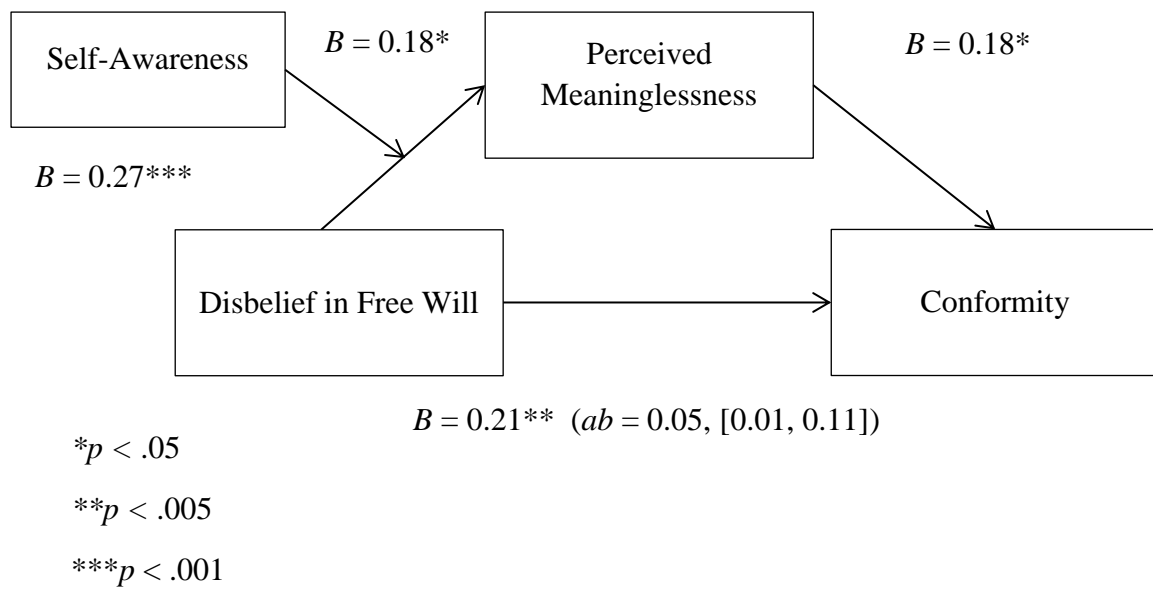 Self-Awareness
B = 0.18*
Perceived
Meaninglessness
B = 0.18*
B = 0.27***
Disbelief in Free Will
Conformity
B = 0.21** (ab = 0.05, [0.01, 0.11])
*p < .05
**p < .005
***p < .001